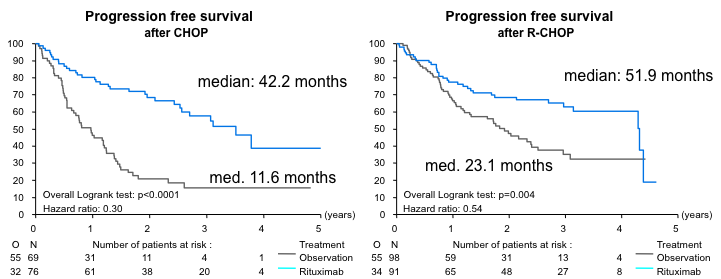 Progression free survival
after CHOP
100
90
80
70
60
50
40
30
20
10
0
median: 42.2 months
med. 11.6 months
Overall Logrank test: p<0.0001
Hazard ratio: 0.30
0 1 2 3 4 5 (years)
O N Number of patients at risk : Treatment
55 69 31 11 4 1 Observation
32 76 61 38 20 4 Rituximab
Progression free survival
after R-CHOP
100
90
80
70
60
50
40
30
20
10
0
median: 51.9 months
med. 23.1 months
Overall Logrank test: p=0.004
Hazard ratio: 0.54
0 1 2 3 4 5 (years)
O N Number of patients at risk : Treatment
55 98 59 31 13 4 Observation
34 91 65 48 27 8 Rituximab